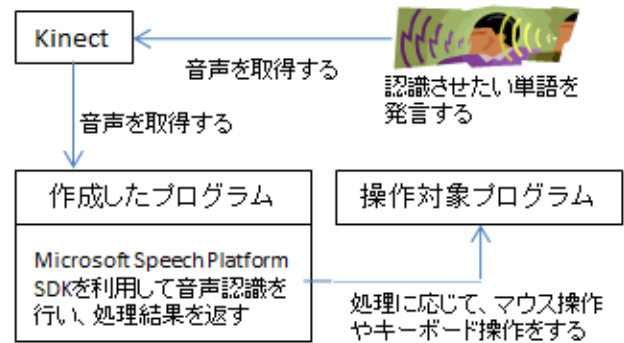 Kinect
音声を取得する
認識させたい単語を
発言する
音声を取得する
作成したプログラム
操作対象プログラム
Microsoft Speech Platform
SDKを利用して音声認識を
行い、処理結果を返す
処理に応じて、マウス操作
やキーボード操作をする